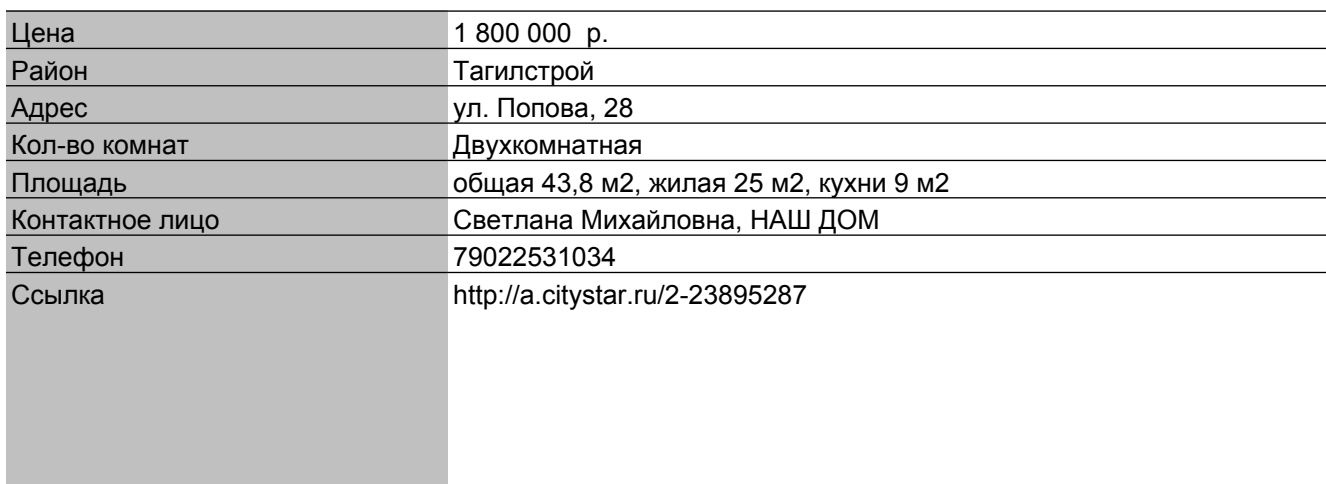 Цена 1 800 000 р.
Район Тагилстрой
Адрес ул. Попова, 28
Кол-во комнат Двухкомнатная
Площадь общая 43,8 м2, жилая 25 м2, кухни 9 м2
Контактное лицо Светлана Михайловна, НАШ ДОМ
Телефон 79022531034
Ссылка http://a.citystar.ru/2-23895287